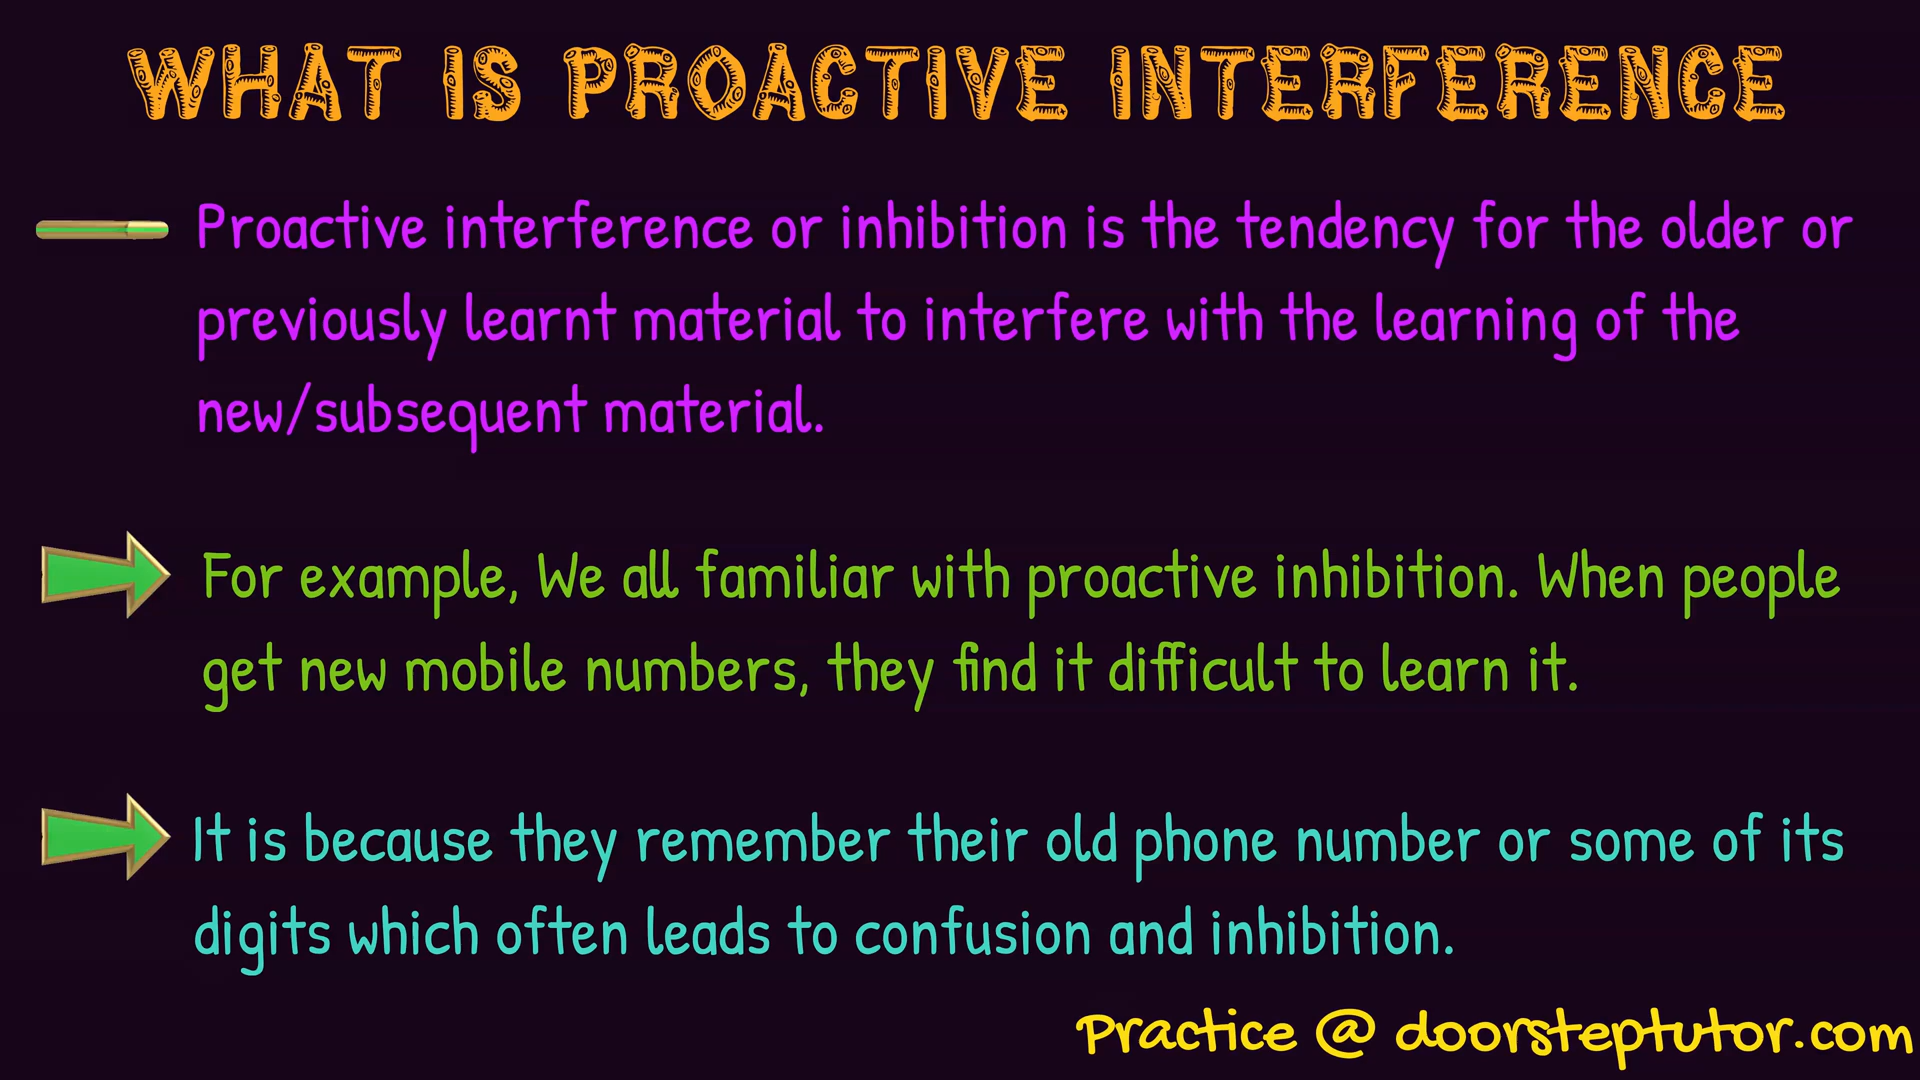 WHAT IS PROACTIVE INTERFERENCE
Proactive interference or inhibition is the tendency for the older or
previously learnt material to interfere with the learning of the
new/subsequent material.
For example, We all familiar with proactive inhibition. When people
get new mobile numbers, they find it difficult to learn it.
It is because they remember their old phone number or some of its
digits which often leads to confusion and inhibition.
Practice @ doorsteptutor.com